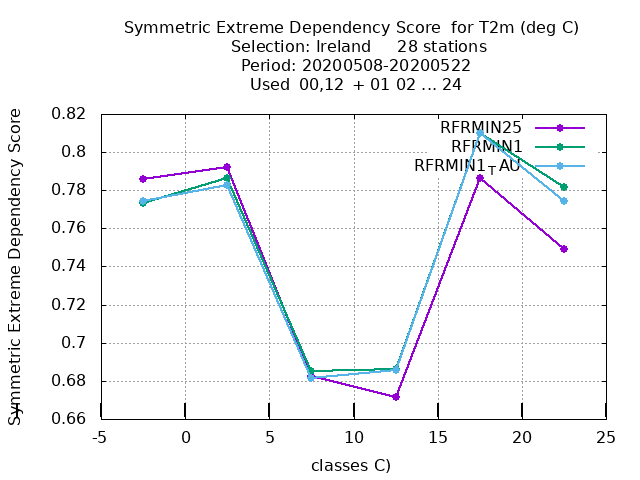 Symmetric Extreme Dependency Score for T2m (deg C)
Selection: Ireland 28 stations
Period: 20200508-20200522
Used 00,12 + 01 02 ... 24
Symmetric Extreme Dependency Score
0.82
0.8
0.78
0.76
0.74
0.72
0.7
0.68
0.66
RFRMIN25
RFRMIN1
RFRMIN1TAU
-5
0
5
10
15
20
25
classes C)